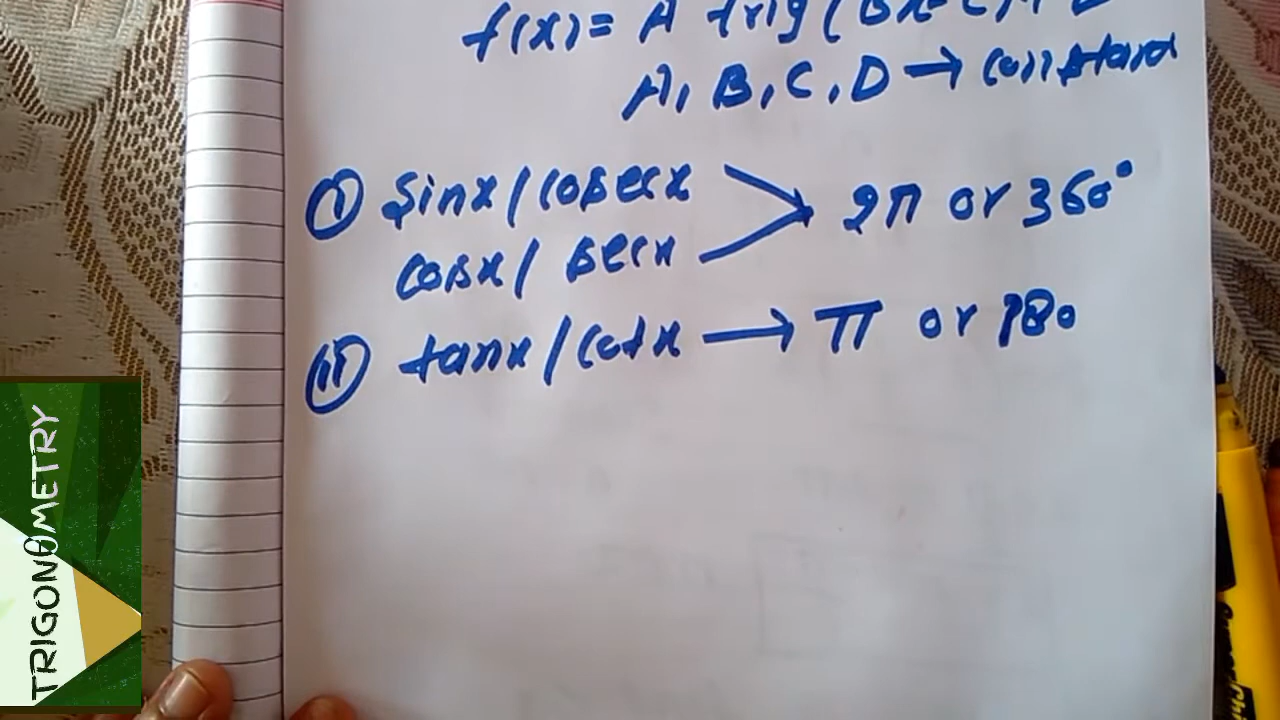 f(x) = A trig (Bx-C)+D
A, B, C, D → constant
(i) sinx / cosecx
cosx / secx > 2π or 360°
(ii) tanx / cotx → π or 180
TRIGONOMETRY